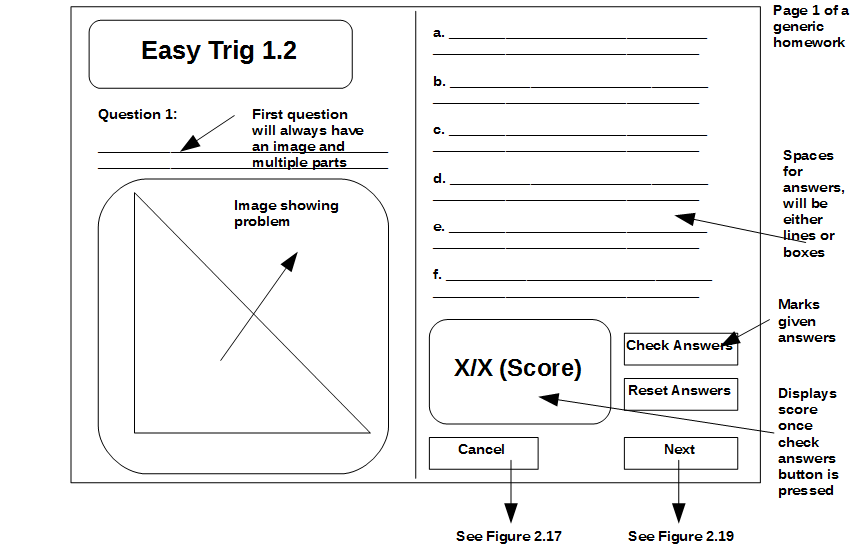 Page 1 of a
generic
homework
Easy Trig 1.2
Question 1:
First question
will always have
an image and
multiple parts
Image showing
problem
a.
b.
c.
d.
e.
f.
Spaces
for
answers,
will be
either
lines or
boxes
Marks
given
answers
X/X (Score)
Check Answers
Reset Answers
Displays
score
once
check
answers
button is
pressed
Cancel
Next
See Figure 2.17
See Figure 2.19